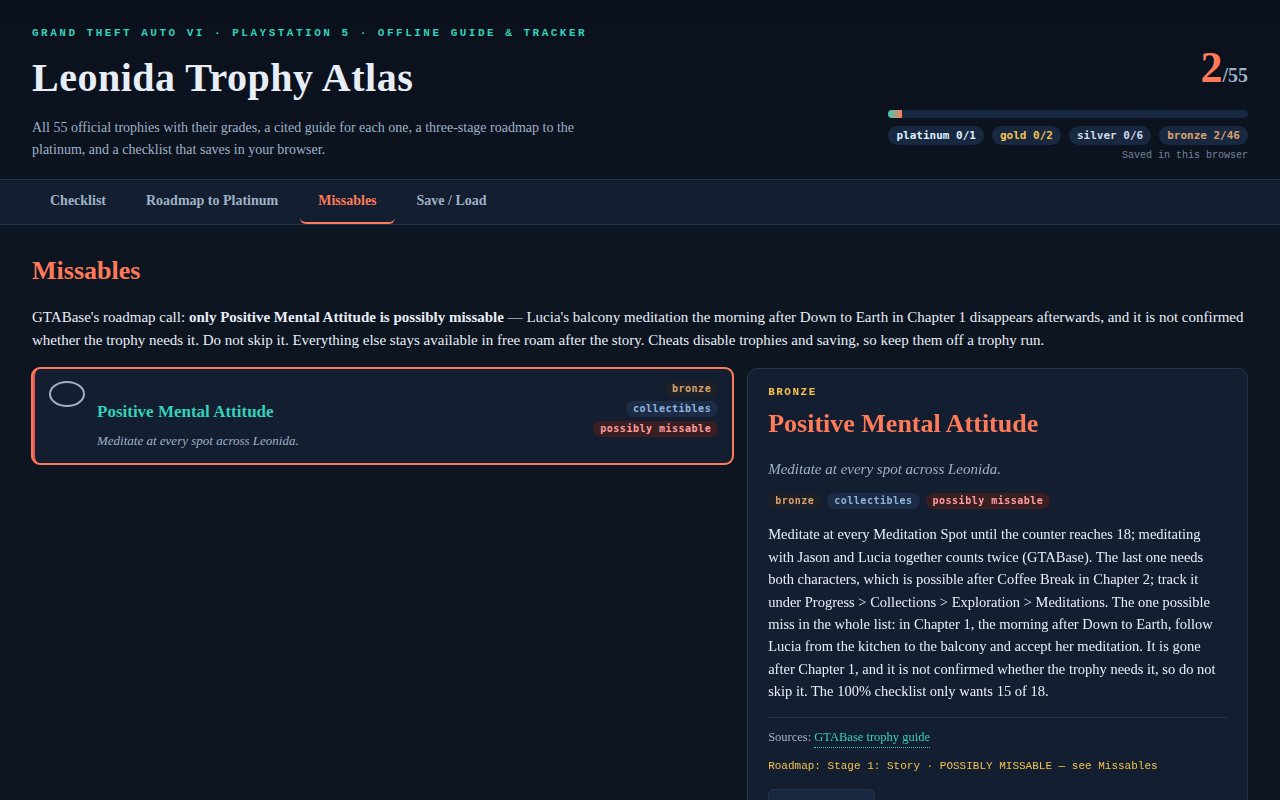 GRAND THEFT AUTO VI · PLAYSTATION 5 · OFFLINE GUIDE & TRACKER
Leonida Trophy Atlas
All 55 official trophies with their grades, a cited guide for each one, a three-stage roadmap to the
platinum, and a checklist that saves in your browser.
2/55
platinum 0/1 gold 0/2 silver 0/6 bronze 2/46
Saved in this browser
Checklist Roadmap to Platinum Missables Save / Load
Missables
GTABase's roadmap call: only Positive Mental Attitude is possibly missable — Lucia's balcony meditation the morning after Down to Earth in Chapter 1 disappears afterwards, and it is not confirmed
whether the trophy needs it. Do not skip it. Everything else stays available in free roam after the story. Cheats disable trophies and saving, so keep them off a trophy run.
Positive Mental Attitude
Meditate at every spot across Leonida.
bronze
collectibles
possibly missable
BRONZE
Positive Mental Attitude
Meditate at every spot across Leonida.
bronze collectibles possibly missable
Meditate at every Meditation Spot until the counter reaches 18; meditating
with Jason and Lucia together counts twice (GTABase). The last one needs
both characters, which is possible after Coffee Break in Chapter 2; track it
under Progress > Collections > Exploration > Meditations. The one possible
miss in the whole list: in Chapter 1, the morning after Down to Earth, follow
Lucia from the kitchen to the balcony and accept her meditation. It is gone
after Chapter 1, and it is not confirmed whether the trophy needs it, so do not
skip it. The 100% checklist only wants 15 of 18.
Sources: GTABase trophy guide
Roadmap: Stage 1: Story · POSSIBLY MISSABLE — see Missables